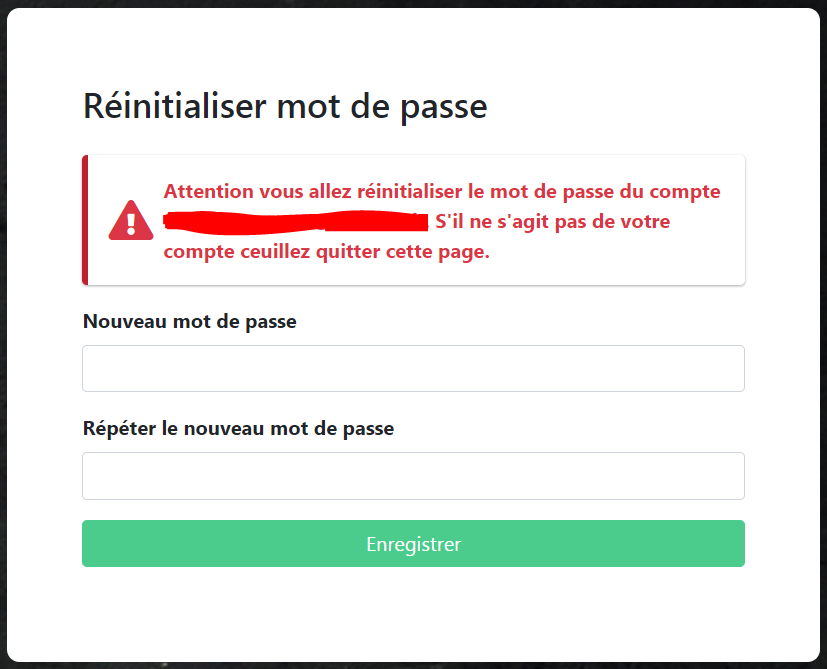 Réinitialiser mot de passe
Attention vous allez réinitialiser le mot de passe du compte
S'il ne s'agit pas de votre
compte ceuillez quitter cette page.
Nouveau mot de passe
Répéter le nouveau mot de passe
Enregistrer